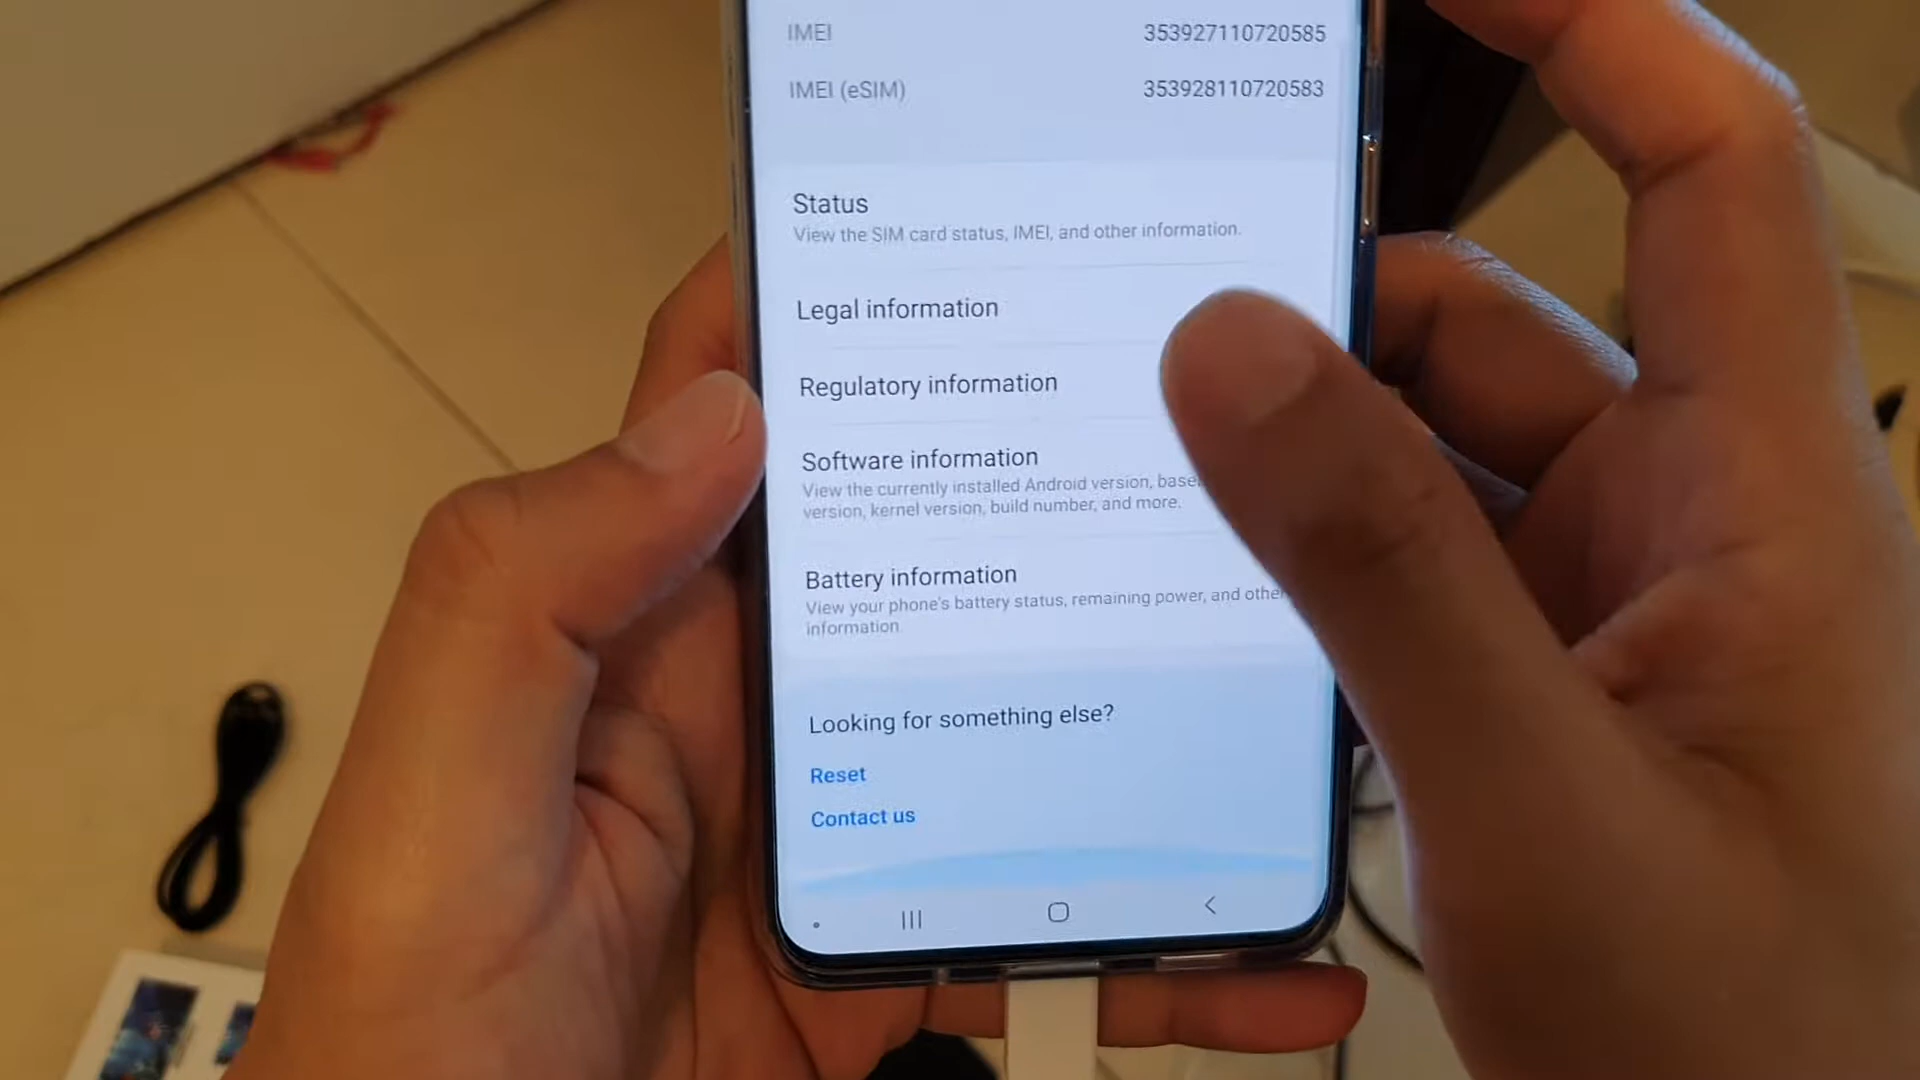 IMEI 353927110720585
IMEI (eSIM) 353928110720583
Status
View the SIM card status, IMEI, and other information.
Legal information
Regulatory information
Software information
View the currently installed Android version, base
version, kernel version, build number, and more.
Battery information
View your phone's battery status, remaining power, and other
information.
Looking for something else?
Reset
Contact us